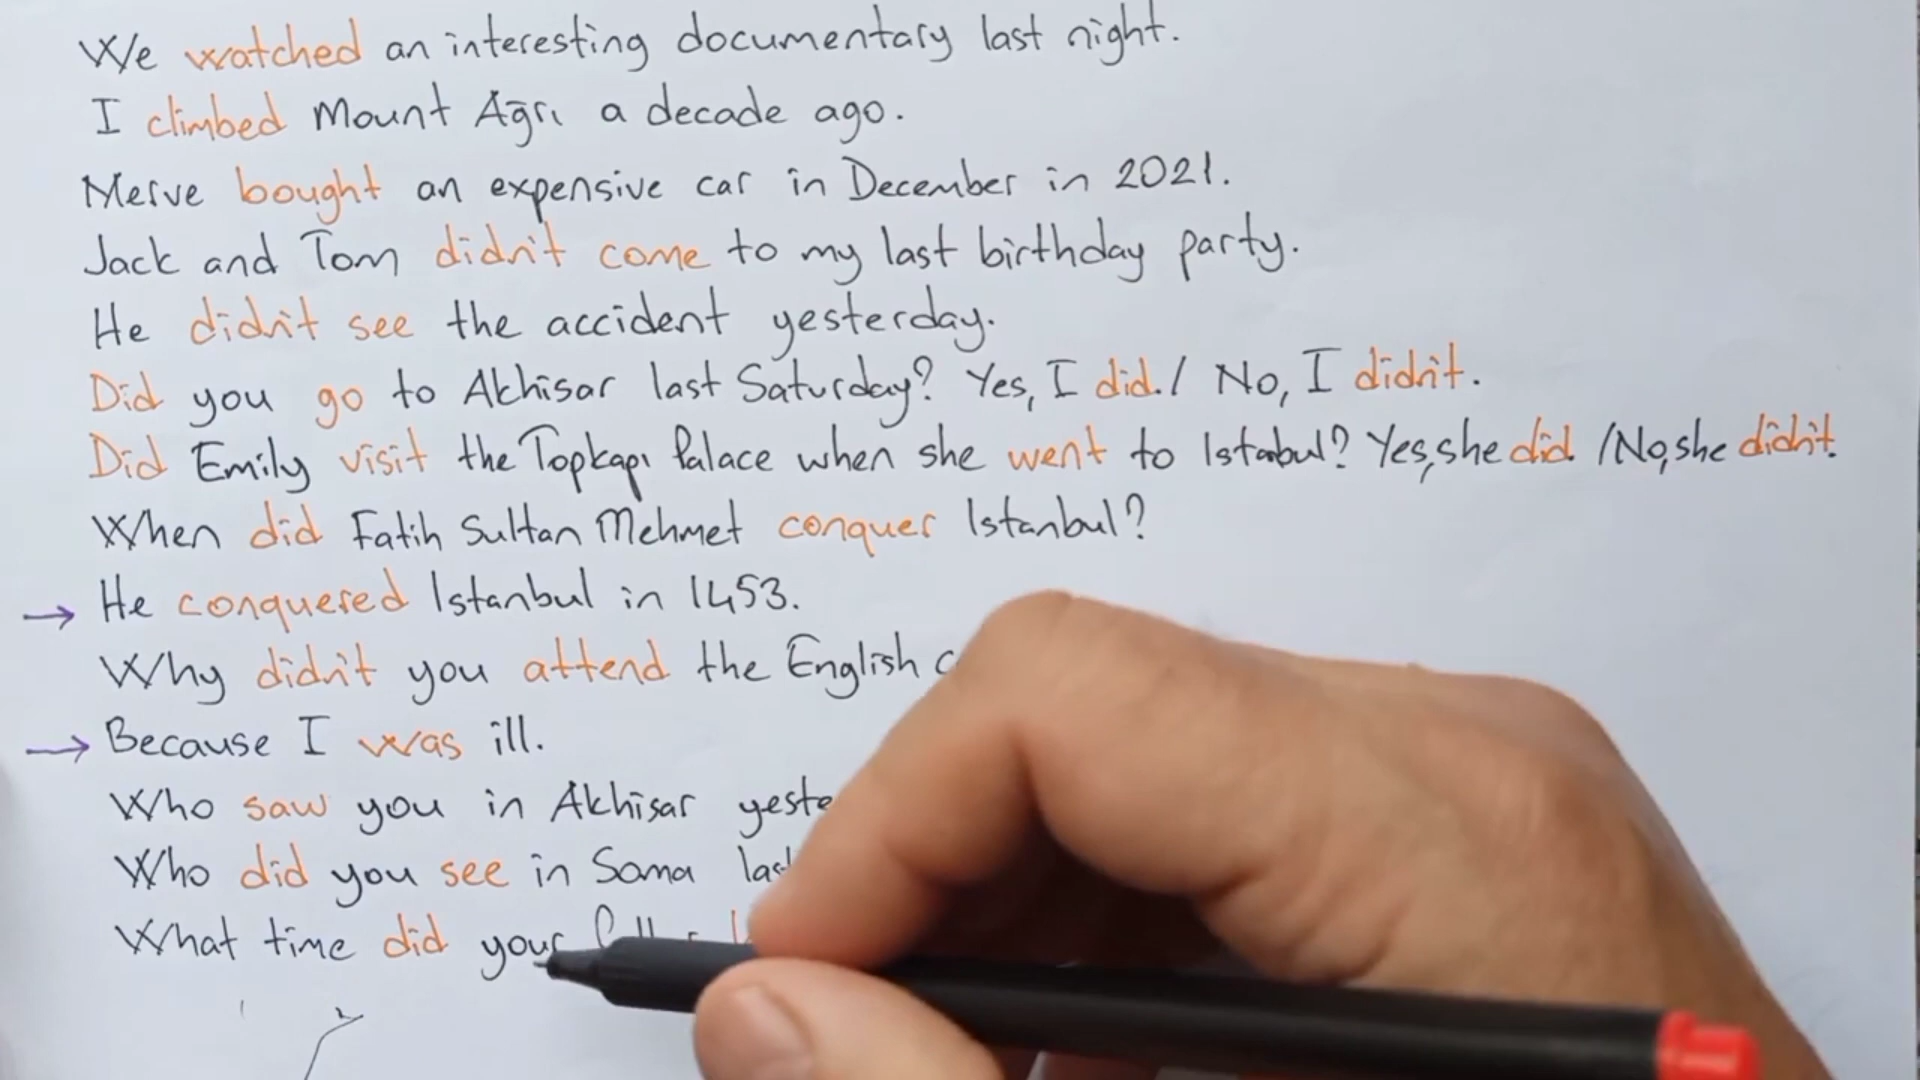 We watched an interesting documentary last night.
I climbed Mount Ağrı a decade ago.
Merve bought an expensive car in December in 2021.
Jack and Tom didn't come to my last birthday party.
He didn't see the accident yesterday.
Did you go to Akhisar last Saturday? Yes, I did. / No, I didn't.
Did Emily visit the Topkapı Palace when she went to Istabul? Yes, she did. / No, she didn't.
When did Fatih Sultan Mehmet conquer Istanbul?
→ He conquered Istanbul in 1453.
Why didn't you attend the English
→ Because I was ill.
Who saw you in Akhisar
Who did you see in Soma
What time did your